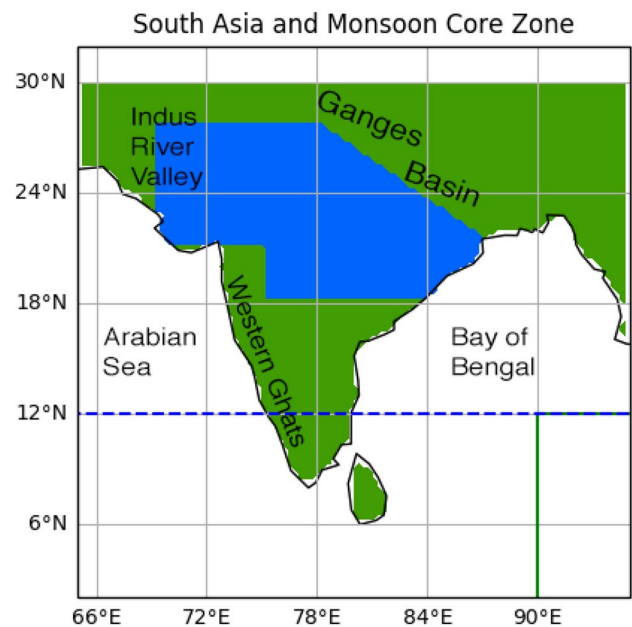 South Asia and Monsoon Core Zone
30°N
24°N
18°N
12°N
6°N
Indus
River
Valley
Ganges
Basin
Western Ghats
Arabian
Sea
Bay of
Bengal
66°E
72°E
78°E
84°E
90°E